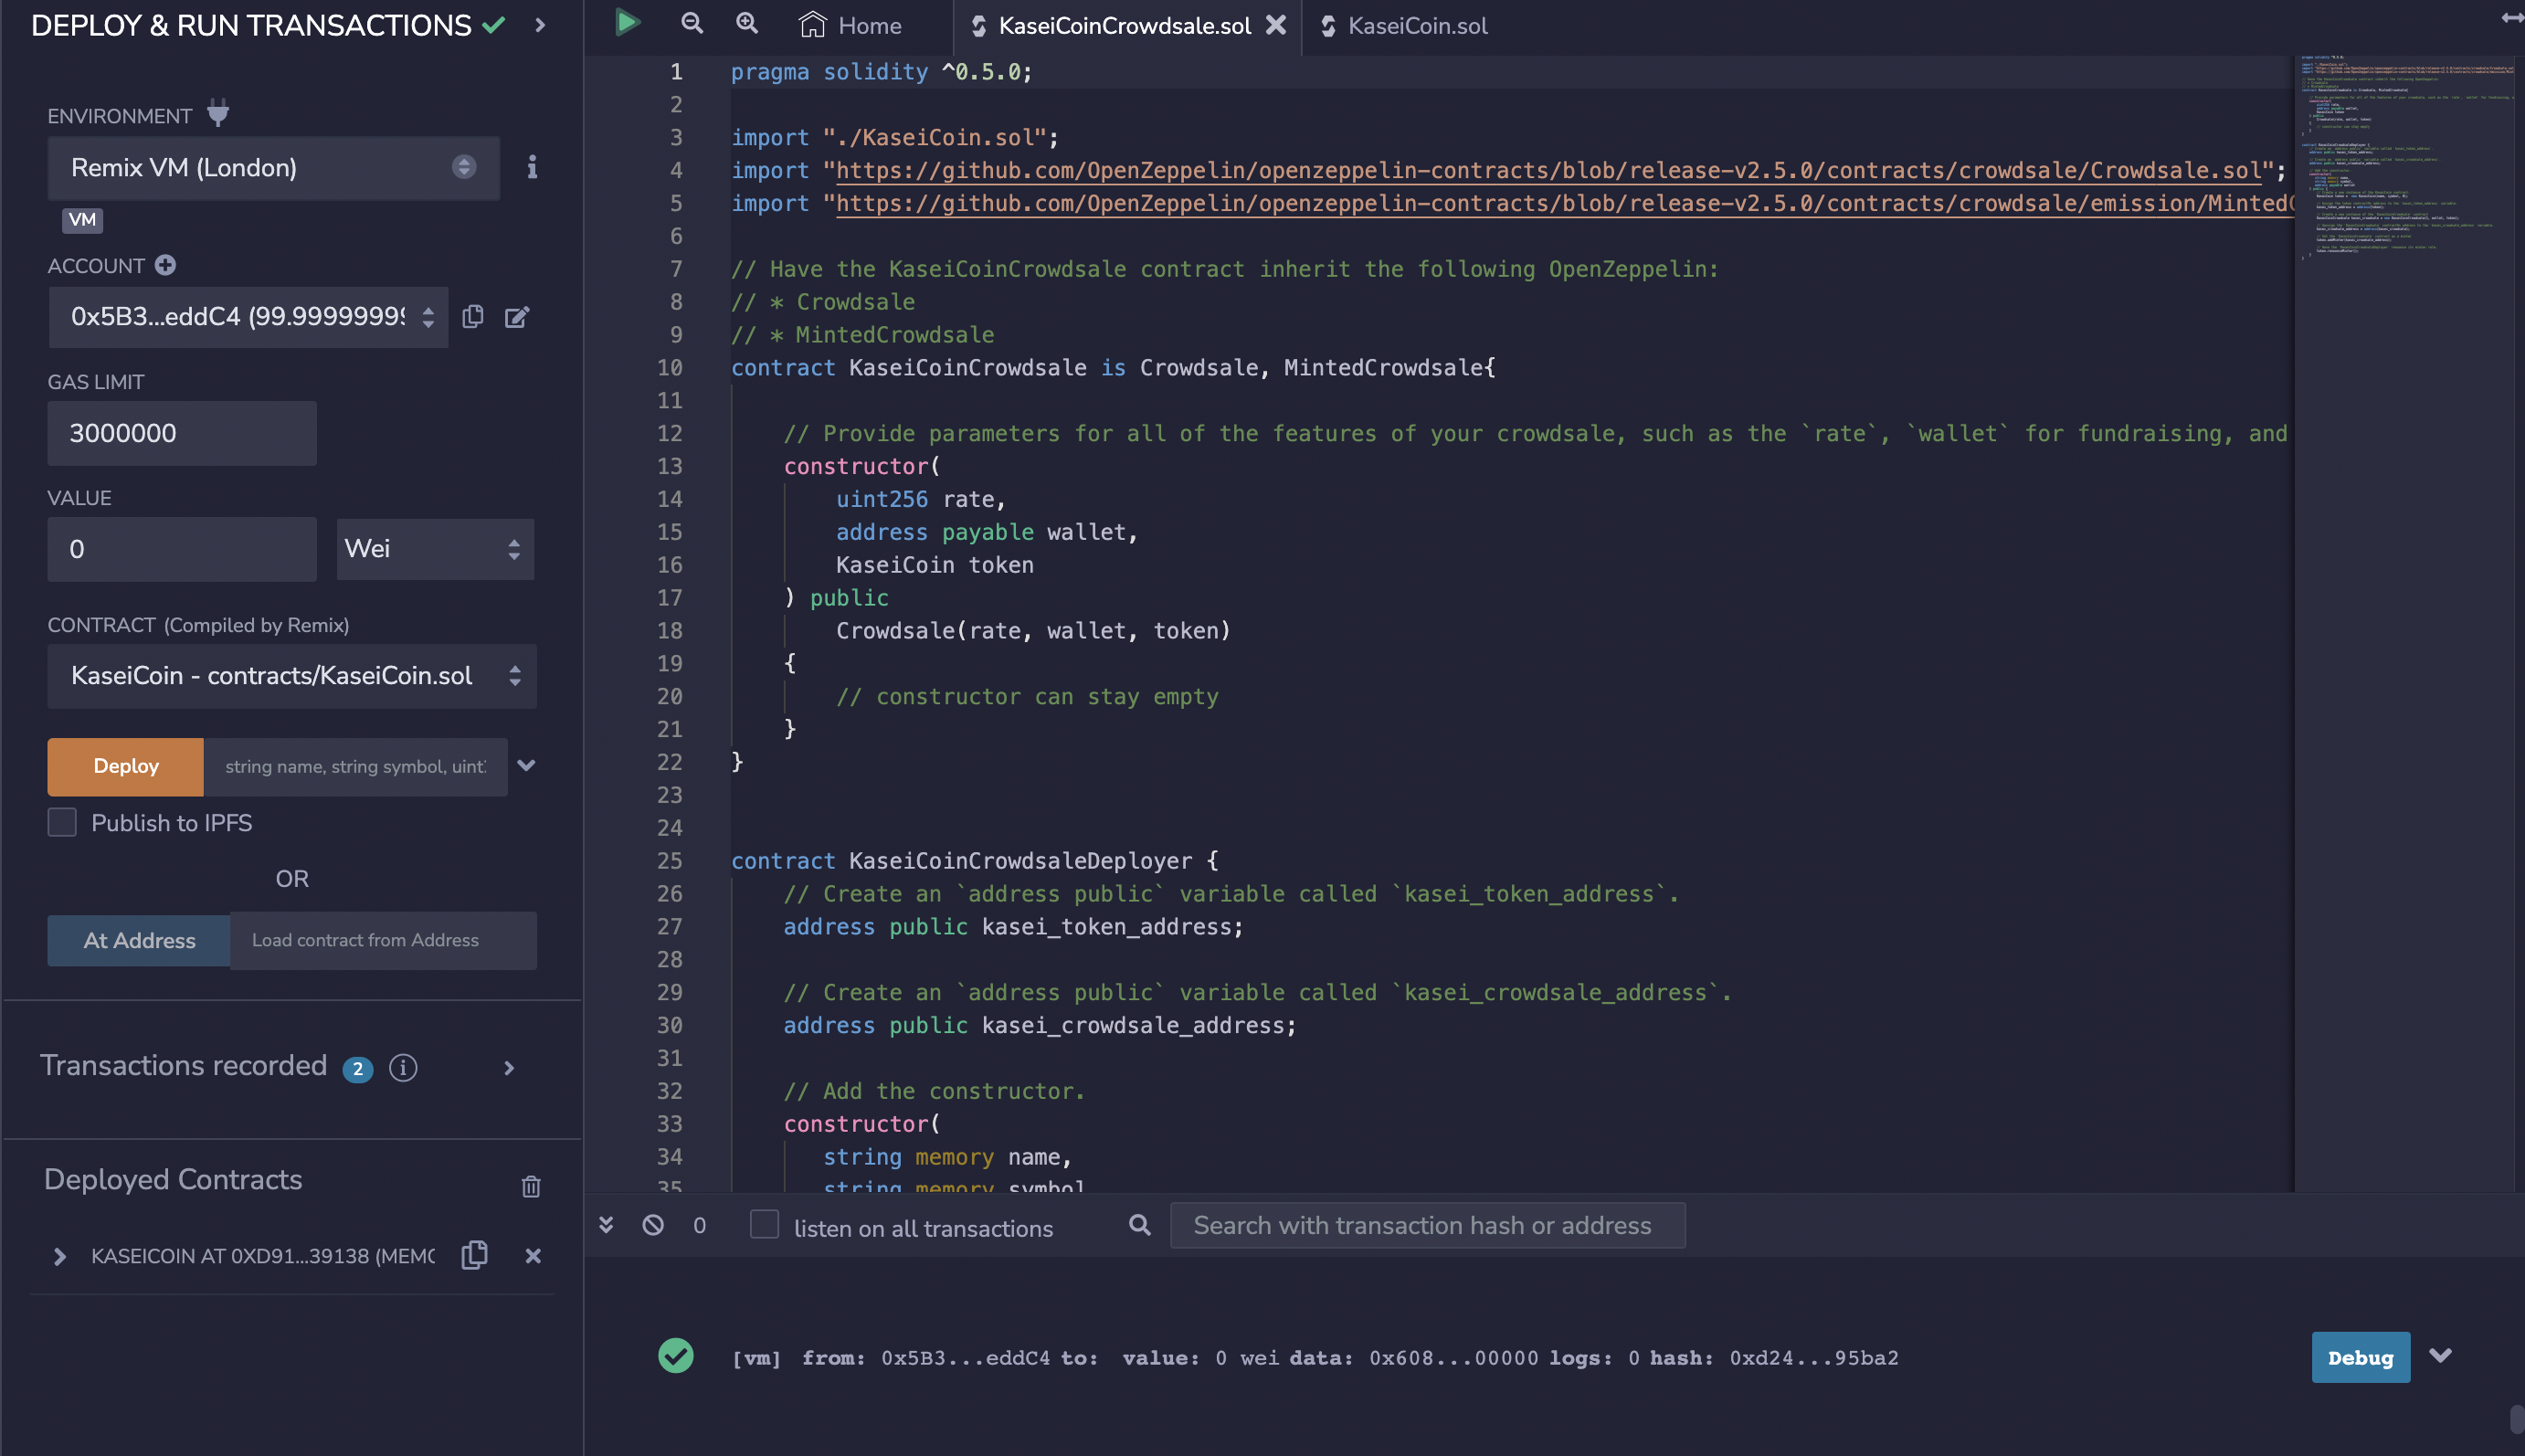 DEPLOY & RUN TRANSACTIONS
ENVIRONMENT
Remix VM (London)
VM
ACCOUNT
0x5B3...eddC4 (99.9999999
GAS LIMIT
3000000
VALUE
0
Wei
CONTRACT (Compiled by Remix)
KaseiCoin - contracts/KaseiCoin.sol
Deploy
string name, string symbol, uint
Publish to IPFS
OR
At Address
Load contract from Address
Transactions recorded 2
Deployed Contracts
KASEICOIN AT 0XD91...39138 (MEMO
Home
KaseiCoinCrowdsale.sol
KaseiCoin.sol
1 pragma solidity ^0.5.0;
2
3 import "./KaseiCoin.sol";
4 import "https://github.com/OpenZeppelin/openzeppelin-contracts/blob/release-v2.5.0/contracts/crowdsale/Crowdsale.sol";
5 import "https://github.com/OpenZeppelin/openzeppelin-contracts/blob/release-v2.5.0/contracts/crowdsale/emission/MintedC
6
7 // Have the KaseiCoinCrowdsale contract inherit the following OpenZeppelin:
8 // * Crowdsale
9 // * MintedCrowdsale
10 contract KaseiCoinCrowdsale is Crowdsale, MintedCrowdsale{
11
12 // Provide parameters for all of the features of your crowdsale, such as the `rate`, `wallet` for fundraising, and
13 constructor(
14 uint256 rate,
15 address payable wallet,
16 KaseiCoin token
17 ) public
18 Crowdsale(rate, wallet, token)
19 {
20 // constructor can stay empty
21 }
22 }
23
24
25 contract KaseiCoinCrowdsaleDeployer {
26 // Create an `address public` variable called `kasei_token_address`.
27 address public kasei_token_address;
28
29 // Create an `address public` variable called `kasei_crowdsale_address`.
30 address public kasei_crowdsale_address;
31
32 // Add the constructor.
33 constructor(
34 string memory name,
35 string memory symbol
0
listen on all transactions
Search with transaction hash or address
[vm] from: 0x5B3...eddC4 to: value: 0 wei data: 0x608...00000 logs: 0 hash: 0xd24...95ba2
Debug